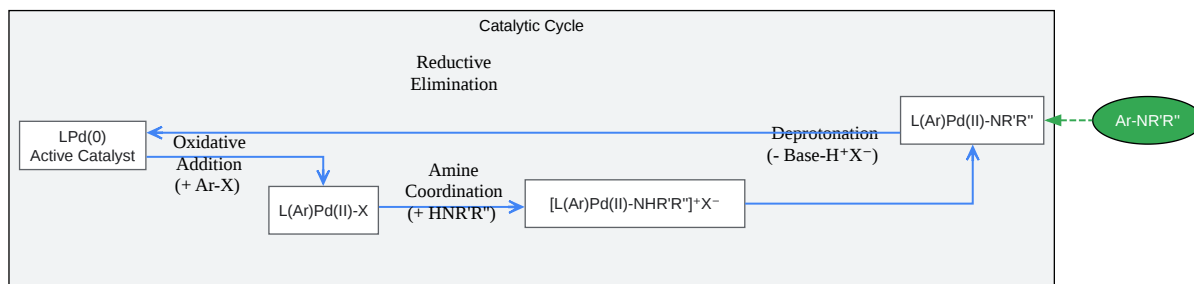 Catalytic Cycle
Reductive
Elimination
LPd(0)
Active Catalyst
Oxidative
Addition
(+ Ar-X)
L(Ar)Pd(II)-X
Amine
Coordination
(+ HNR'R")
[L(Ar)Pd(II)-NHR'R"]⁺X⁻
Deprotonation
(- Base-H⁺X⁻)
L(Ar)Pd(II)-NR'R"
Ar-NR'R"